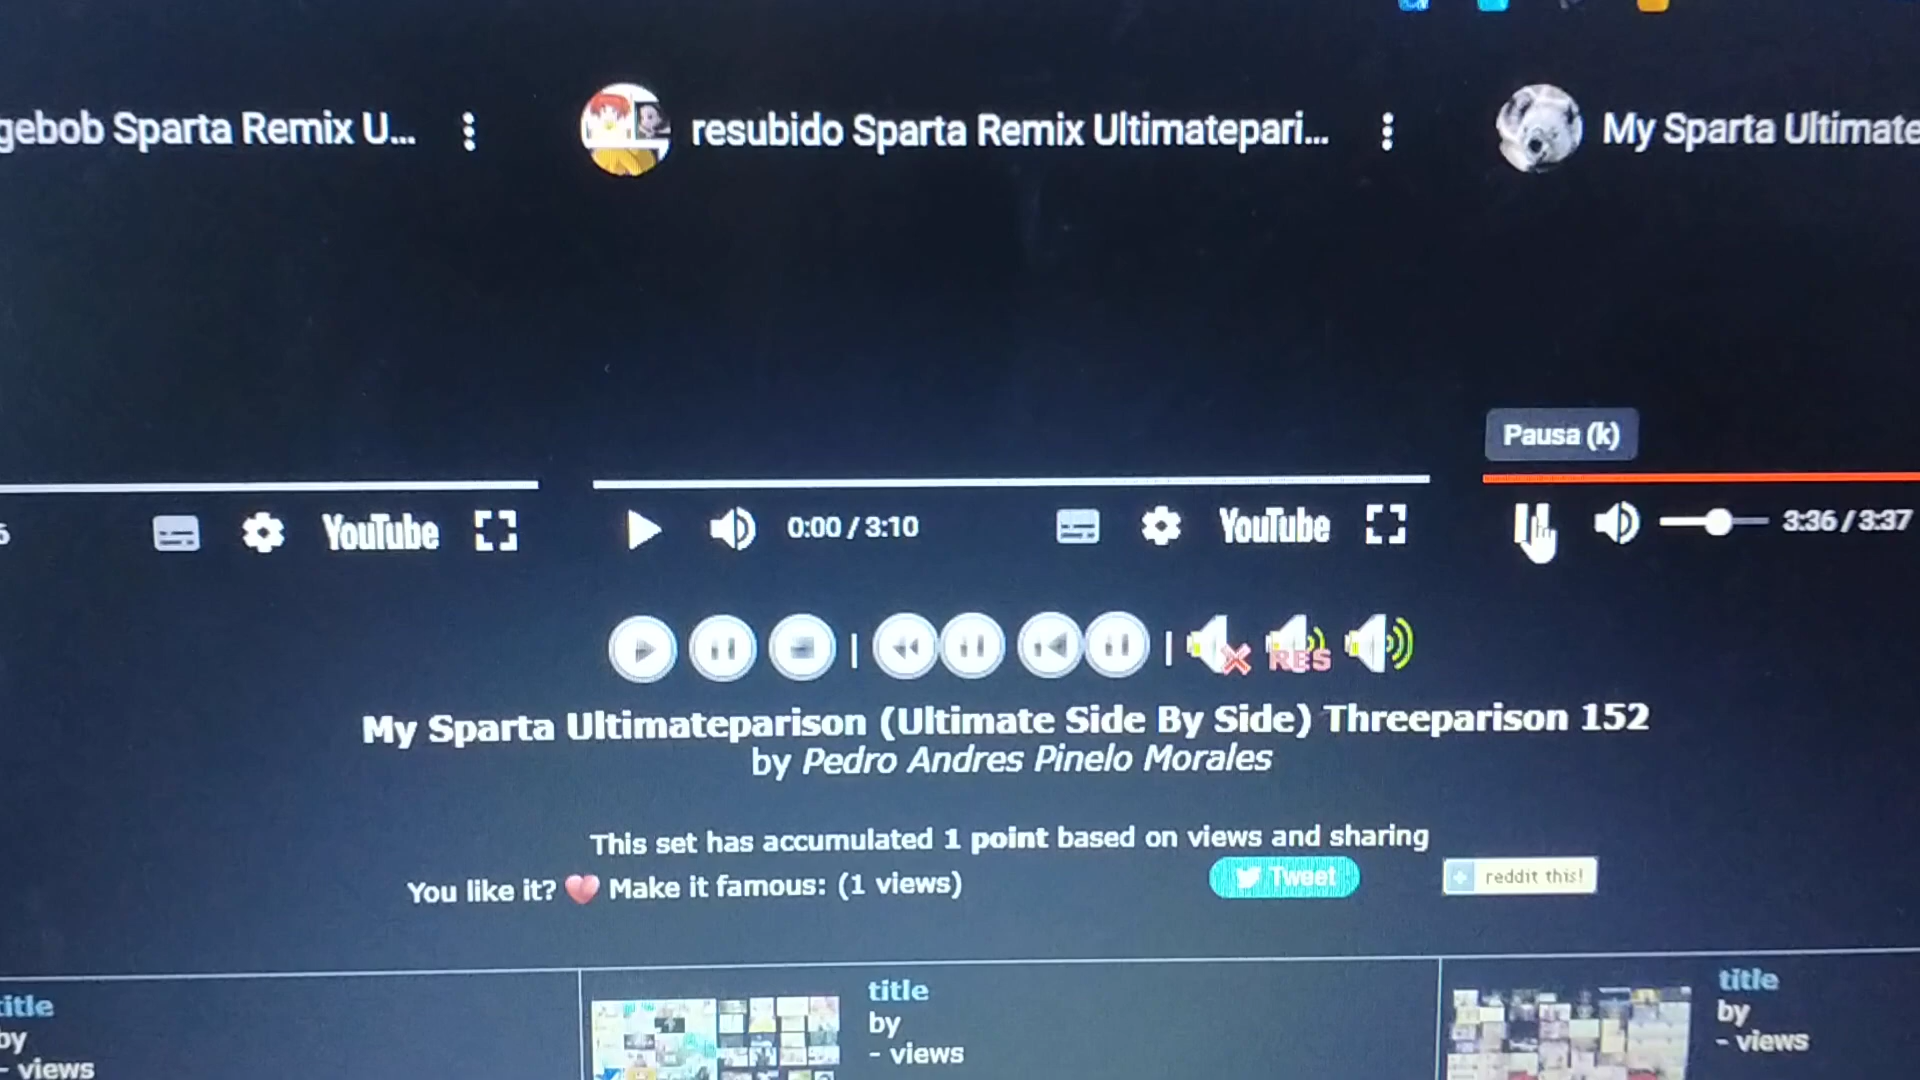 gebob Sparta Remix U...
resubido Sparta Remix Ultimatepari...
My Sparta Ultimate
Pausa (k)
YouTube
0:00 / 3:10
YouTube
3:36 / 3:37
RES
My Sparta Ultimateparison (Ultimate Side By Side) Threeparison 152
by Pedro Andres Pinelo Morales
This set has accumulated 1 point based on views and sharing
You like it? Make it famous: (1 views)
Tweet
reddit this!
title
by
- views
title
by
- views
title
by
- views